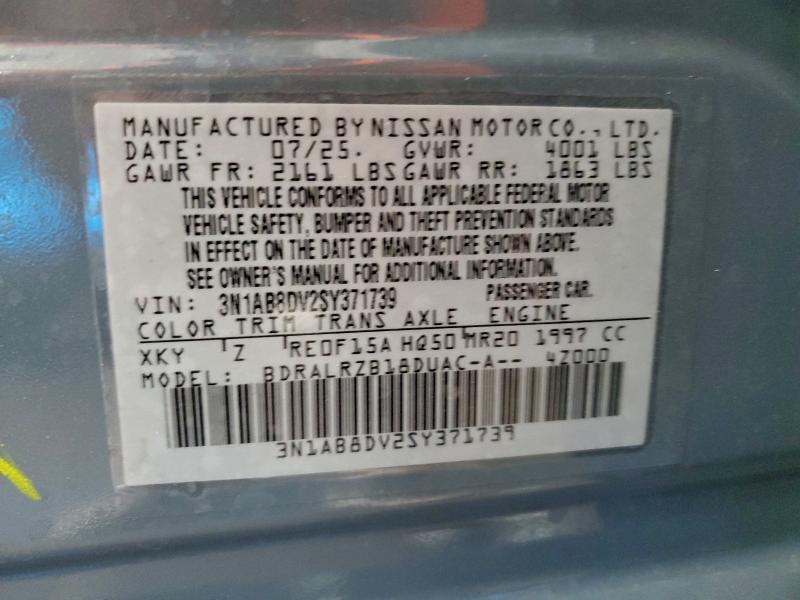 MANUFACTURED BY NISSAN MOTOR CO., LTD.
DATE: 07/25. GVWR: 4001 LBS
GAWR FR: 2161 LBS GAWR RR: 1863 LBS
THIS VEHICLE CONFORMS TO ALL APPLICABLE FEDERAL MOTOR
VEHICLE SAFETY, BUMPER AND THEFT PREVENTION STANDARDS
IN EFFECT ON THE DATE OF MANUFACTURE SHOWN ABOVE.
SEE OWNER'S MANUAL FOR ADDITIONAL INFORMATION.
VIN: 3N1AB8DV2SY371739 PASSENGER CAR.
COLOR TRIM TRANS AXLE ENGINE
XKY Z RE0F15A HQ50 MR20 1997 CC
MODEL: BDRALRZB18DUAC-A-- 4Z000
3N1AB8DV2SY371739